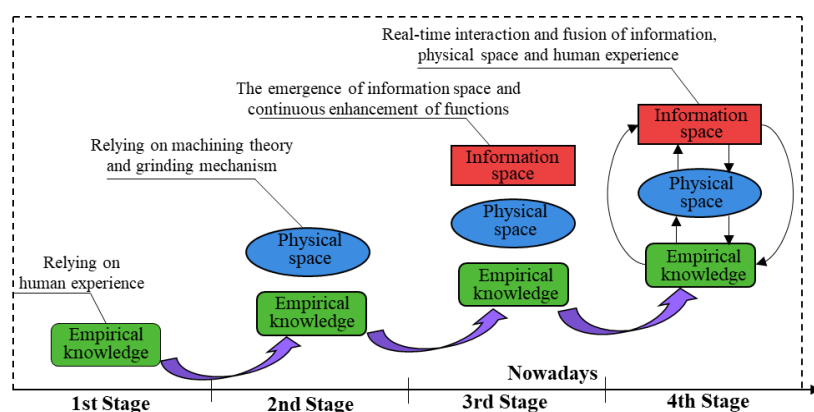 Real-time interaction and fusion of information,
physical space and human experience
The emergence of information space and
continuous enhancement of functions
Relying on machining theory
and grinding mechanism
Relying on
human experience
Information
space
Physical
space
Empirical
knowledge
Information
space
Physical
space
Empirical
knowledge
Physical
space
Empirical
knowledge
Empirical
knowledge
Nowadays
1st Stage
2nd Stage
3rd Stage
4th Stage